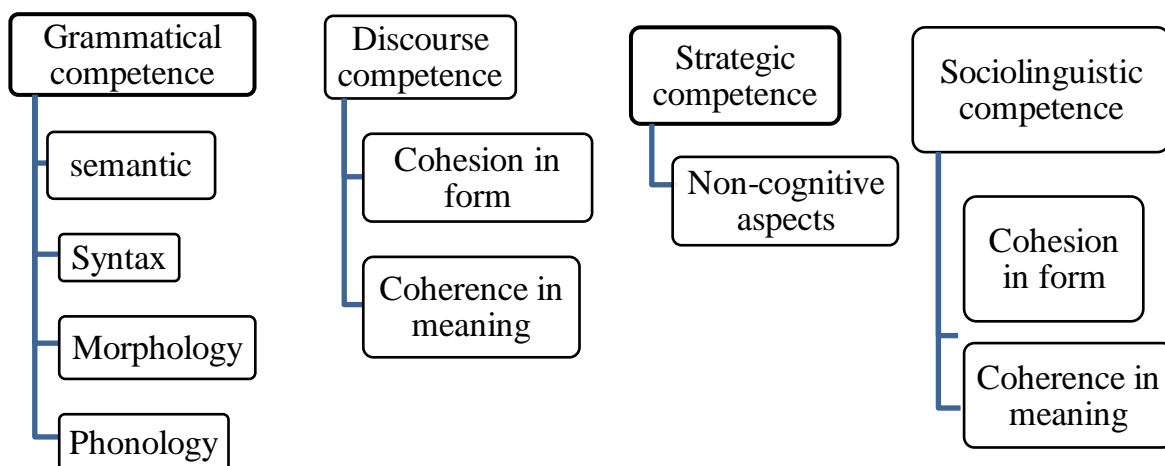 Grammatical
competence
semantic
Syntax
Morphology
Phonology
Discourse
competence
Cohesion in
form
Coherence in
meaning
Strategic
competence
Non-cognitive
aspects
Sociolinguistic
competence
Cohesion
in form
Coherence in
meaning